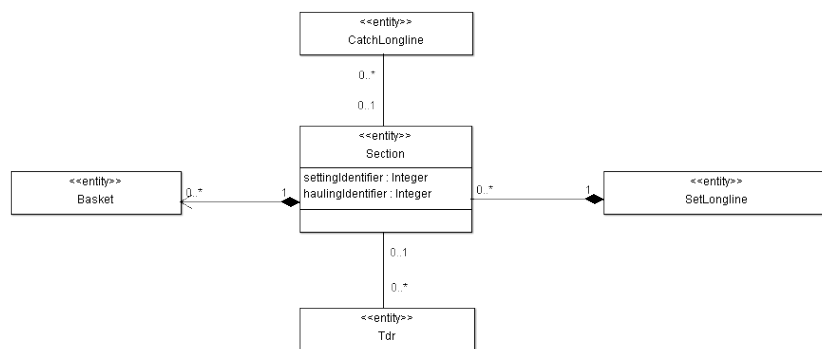 <<entity>>
CatchLongline
0..*
0..1
<<entity>>
Section
settingIdentifier : Integer
haulingIdentifier : Integer
<<entity>>
Basket
0..*
1
0..*
1
<<entity>>
SetLongline
0..1
0..*
<<entity>>
Tdr